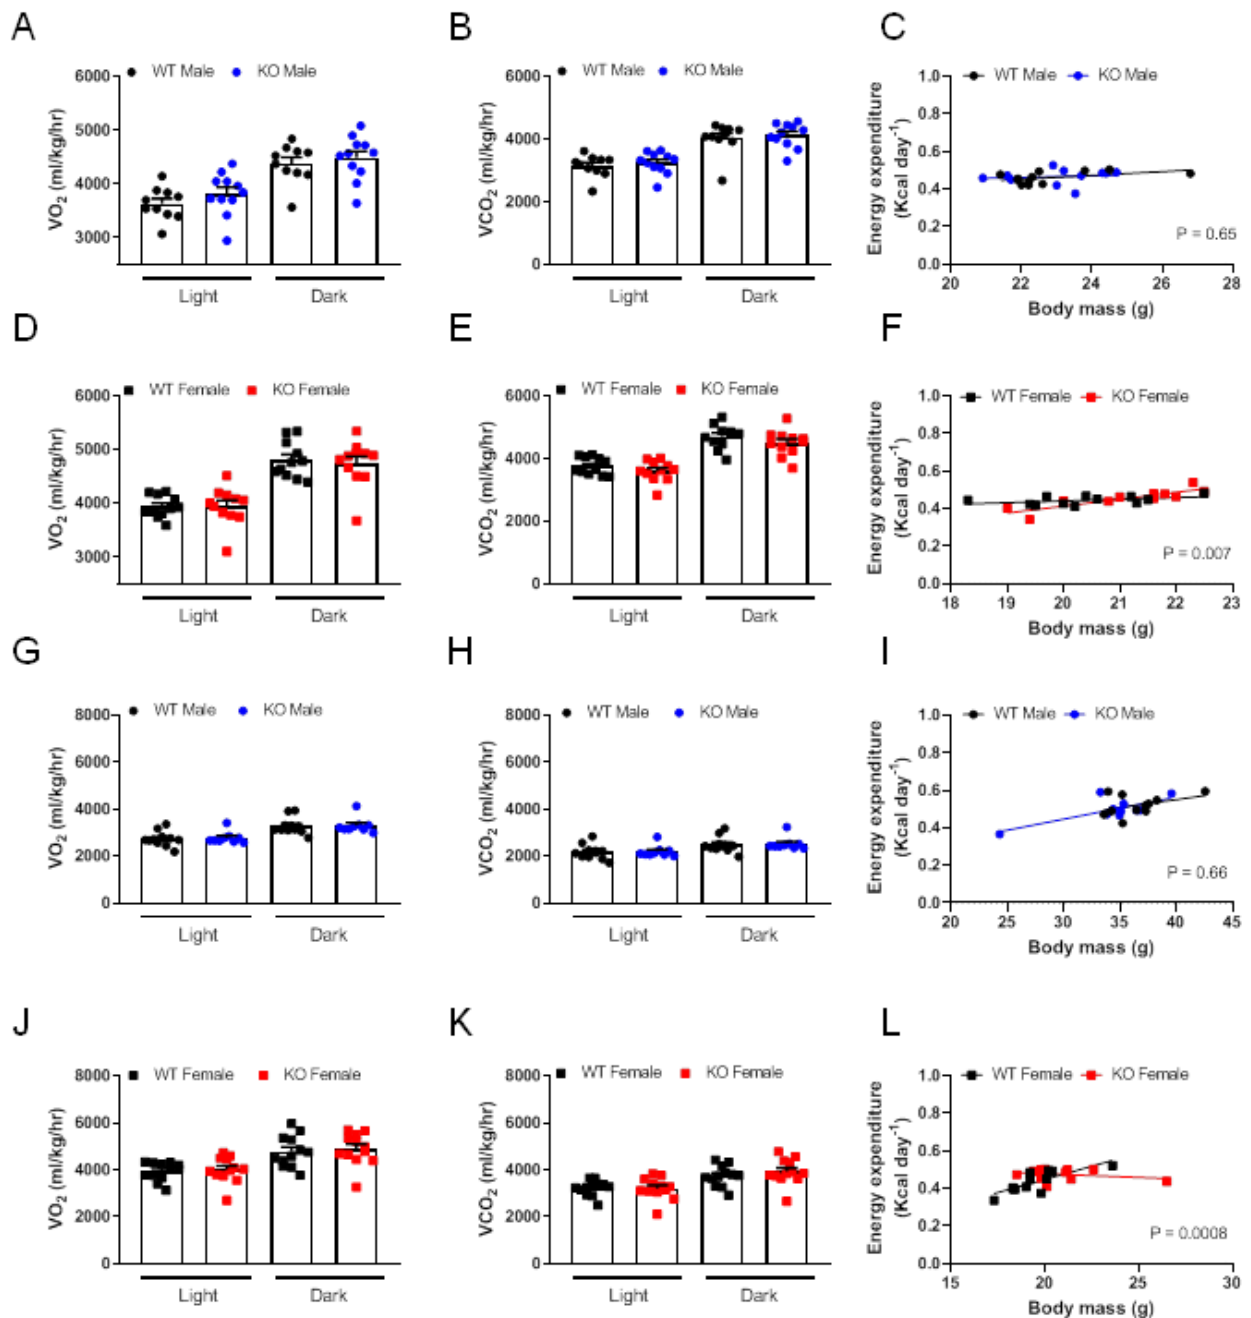 A
B
C
WT Male KO Male
WT Male KO Male
WT Male KO Male
VO2 (ml/kg/hr)
6000
5000
4000
3000
Light Dark
VCO2 (ml/kg/hr)
6000
4000
2000
0
Light Dark
Energy expenditure
(Kcal day-1)
1.0
0.8
0.6
0.4
0.2
0.0
P = 0.65
20 22 24 26 28
Body mass (g)
D
E
F
WT Female KO Female
WT Female KO Female
WT Female KO Female
VO2 (ml/kg/hr)
6000
5000
4000
3000
Light Dark
VCO2 (ml/kg/hr)
6000
4000
2000
0
Light Dark
Energy expenditure
(Kcal day-1)
1.0
0.8
0.6
0.4
0.2
0.0
P = 0.007
18 19 20 21 22 23
Body mass (g)
G
H
I
WT Male KO Male
WT Male KO Male
WT Male KO Male
VO2 (ml/kg/hr)
8000
6000
4000
2000
0
Light Dark
VCO2 (ml/kg/hr)
8000
6000
4000
2000
0
Light Dark
Energy expenditure
(Kcal day-1)
1.0
0.8
0.6
0.4
0.2
0.0
P = 0.66
20 25 30 35 40 45
Body mass (g)
J
K
L
WT Female KO Female
WT Female KO Female
WT Female KO Female
VO2 (ml/kg/hr)
8000
6000
4000
2000
0
Light Dark
VCO2 (ml/kg/hr)
8000
6000
4000
2000
0
Light Dark
Energy expenditure
(Kcal day-1)
1.0
0.8
0.6
0.4
0.2
0.0
P = 0.0008
15 20 25 30
Body mass (g)